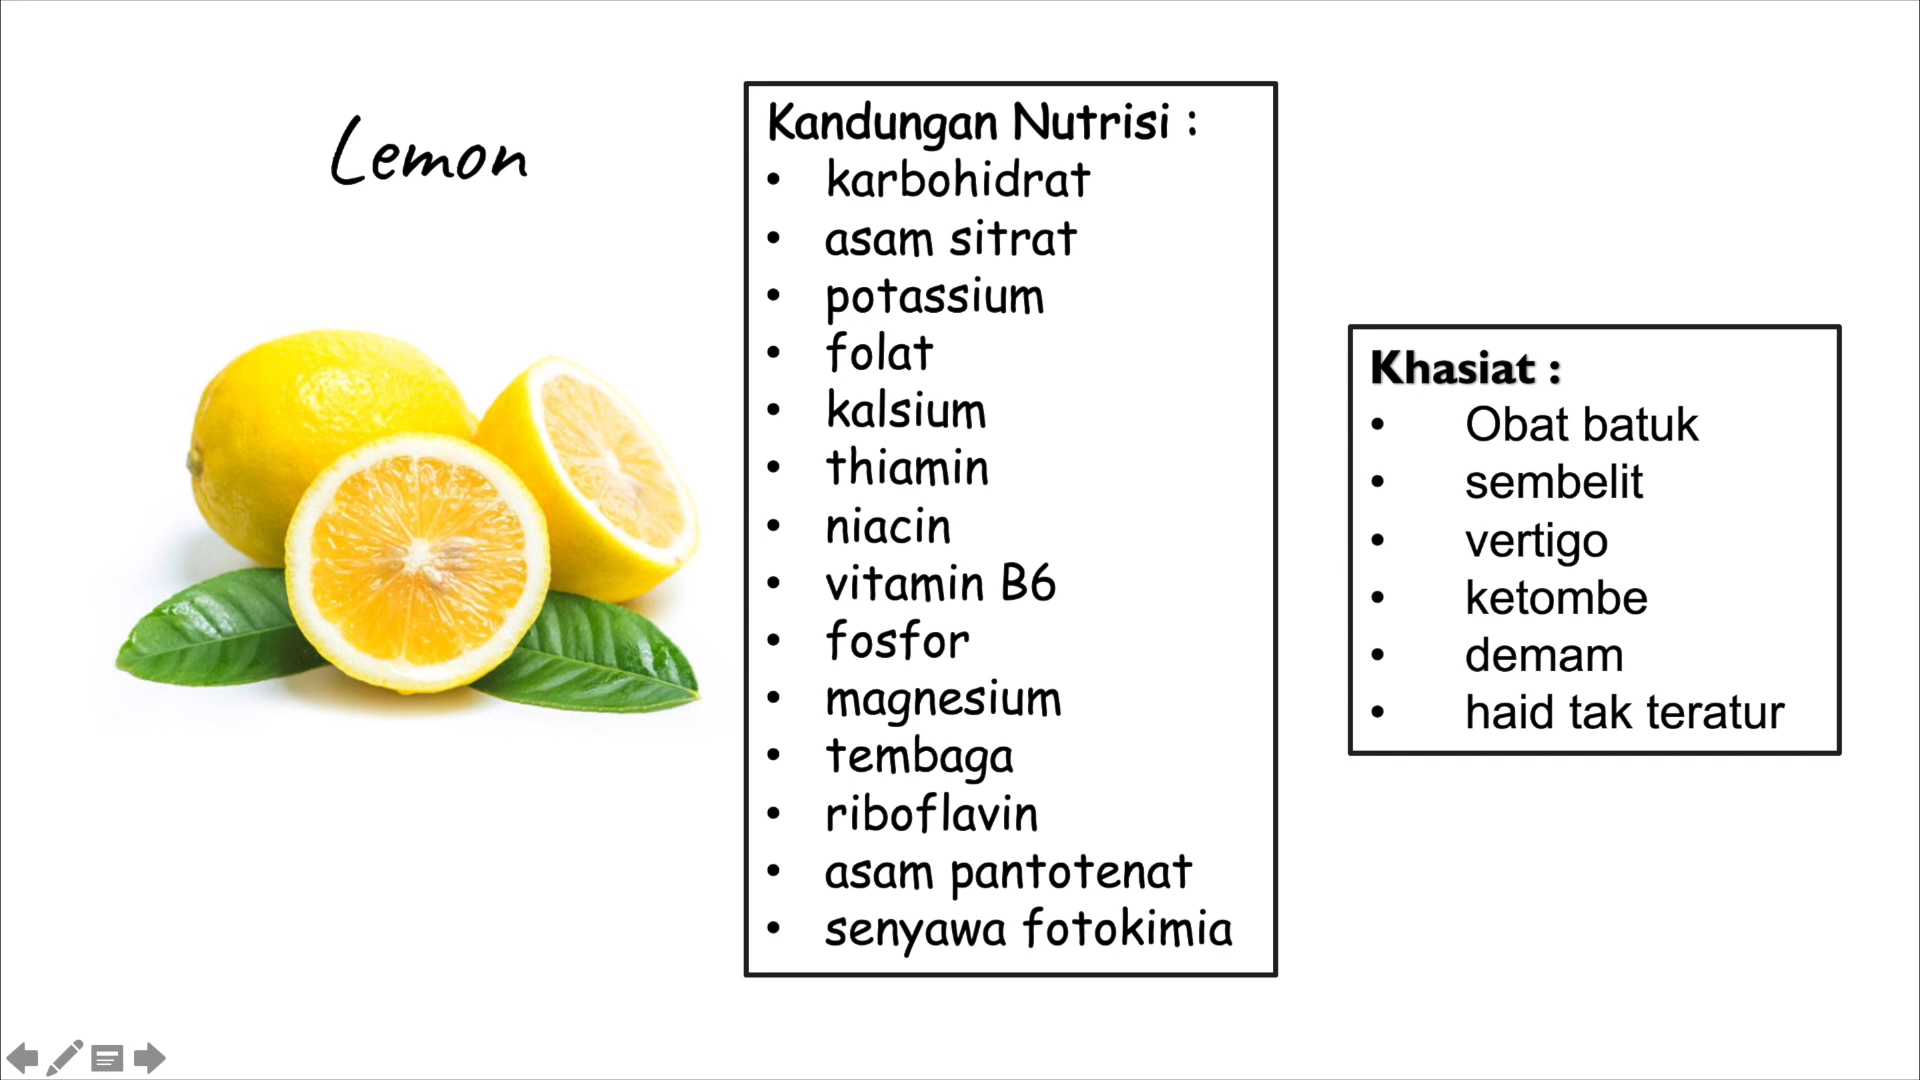 Lemon
Kandungan Nutrisi :
• karbohidrat
• asam sitrat
• potassium
• folat
• kalsium
• thiamin
• niacin
• vitamin B6
• fosfor
• magnesium
• tembaga
• riboflavin
• asam pantotenat
• senyawa fotokimia
Khasiat :
• Obat batuk
• sembelit
• vertigo
• ketombe
• demam
• haid tak teratur